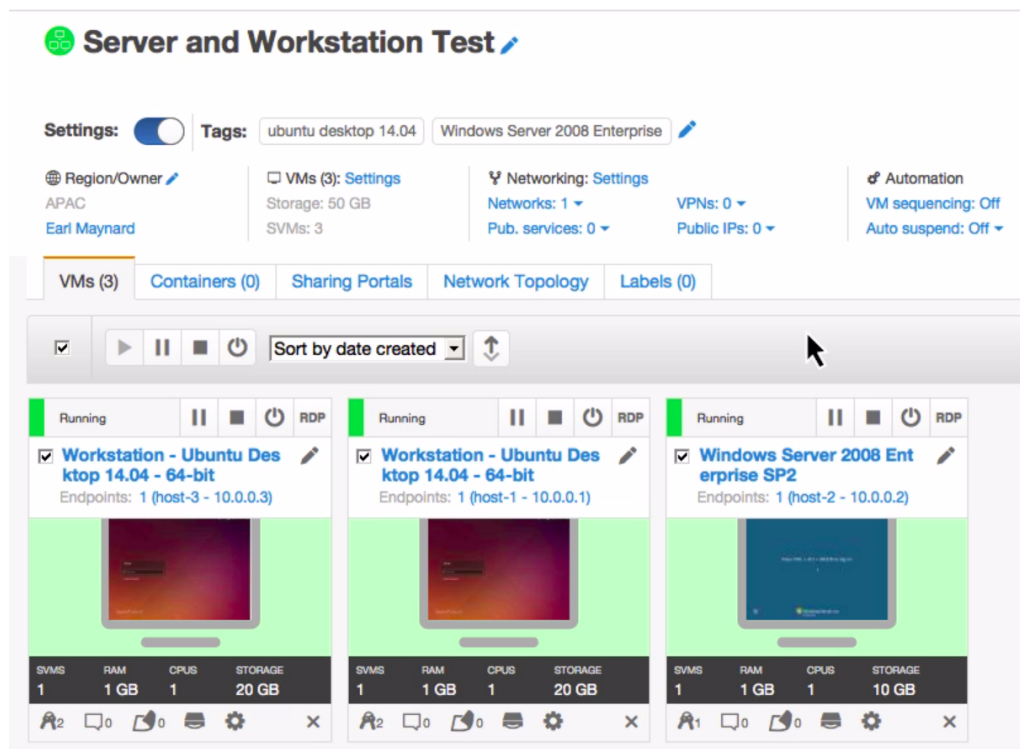 Server and Workstation Test
Settings: Tags: ubuntu desktop 14.04 Windows Server 2008 Enterprise
Region/Owner VMs (3): Settings Networking: Settings Automation
APAC Storage: 50 GB Networks: 1 VPNs: 0 VM sequencing: Off
Earl Maynard SVMs: 3 Pub. services: 0 Public IPs: 0 Auto suspend: Off
VMs (3) Containers (0) Sharing Portals Network Topology Labels (0)
Sort by date created
Running RDP Running RDP Running RDP
Workstation - Ubuntu Des Workstation - Ubuntu Des Windows Server 2008 Ent
ktop 14.04 - 64-bit ktop 14.04 - 64-bit erprise SP2
Endpoints: 1 (host-3 - 10.0.0.3) Endpoints: 1 (host-1 - 10.0.0.1) Endpoints: 1 (host-2 - 10.0.0.2)
SVMS RAM CPUS STORAGE SVMS RAM CPUS STORAGE SVMS RAM CPUS STORAGE
1 1 GB 1 20 GB 1 1 GB 1 20 GB 1 1 GB 1 10 GB
2 0 0 2 0 0 1 0 0